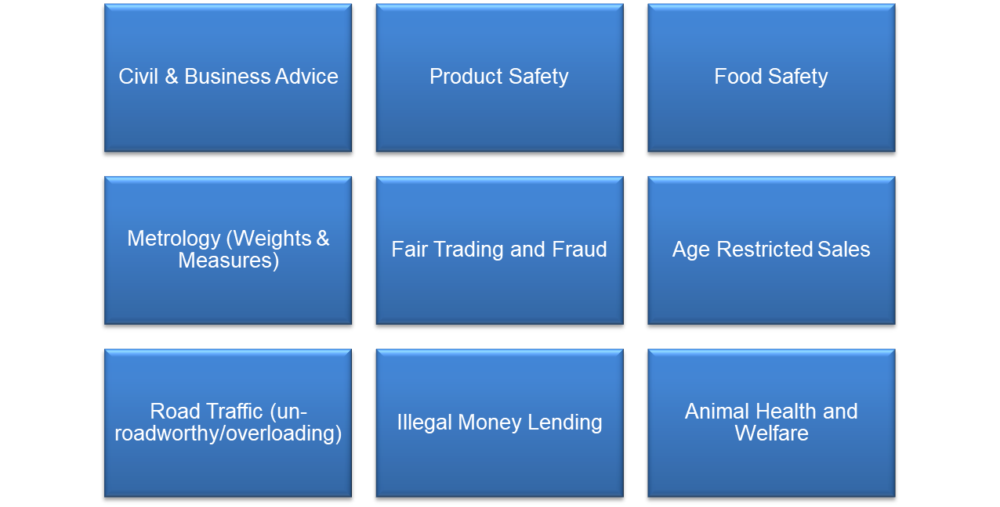 Civil & Business Advice
Product Safety
Food Safety
Metrology (Weights &
Measures)
Fair Trading and Fraud
Age Restricted Sales
Road Traffic (un-
roadworthy/overloading)
Illegal Money Lending
Animal Health and
Welfare